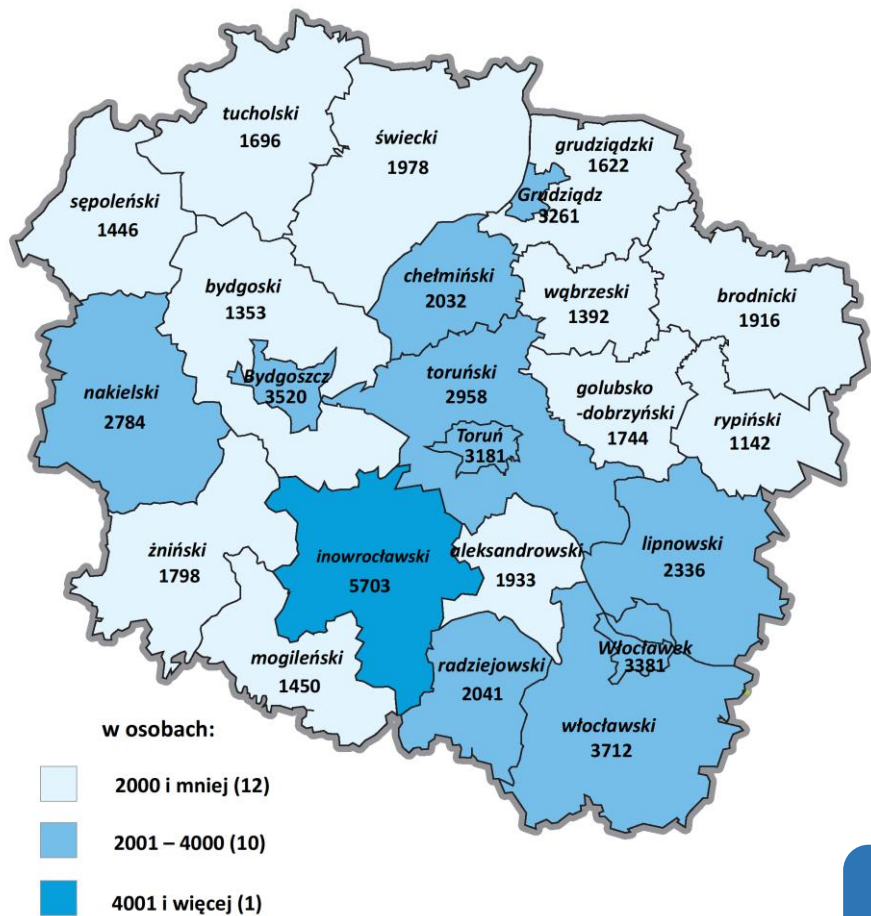 tucholski
1696
świecki
1978
grudziądzki
1622
Grudziądz
3261
sępoleński
1446
chełmiński
2032
bydgoski
1353
wąbrzeski
1392
brodnicki
1916
nakielski
2784
Bydgoszcz
3520
toruński
2958
golubsko
-dobrzyński
1744
rypiński
1142
Toruń
3181
żniński
1798
inowrocławski
5703
aleksandrowski
1933
lipnowski
2336
mogileński
1450
radziejowski
2041
Włocławek
3381
włocławski
3712
w osobach:
2000 i mniej (12)
2001 – 4000 (10)
4001 i więcej (1)